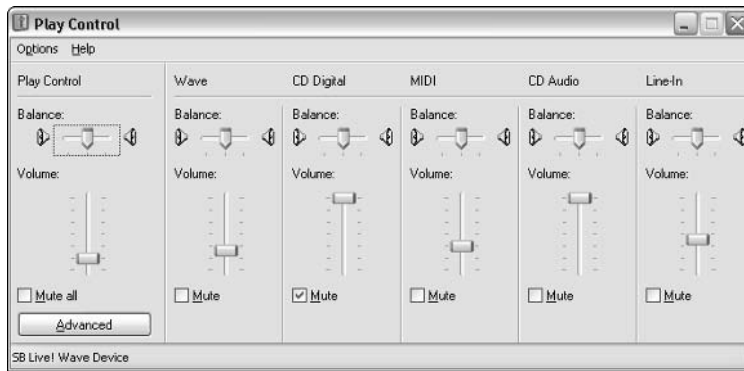 Play Control
Options Help
Play Control Wave CD Digital MIDI CD Audio Line-In
Balance: Balance: Balance: Balance: Balance: Balance:
Volume: Volume: Volume: Volume: Volume: Volume:
Mute all Mute Mute Mute Mute Mute
Advanced
SB Live! Wave Device